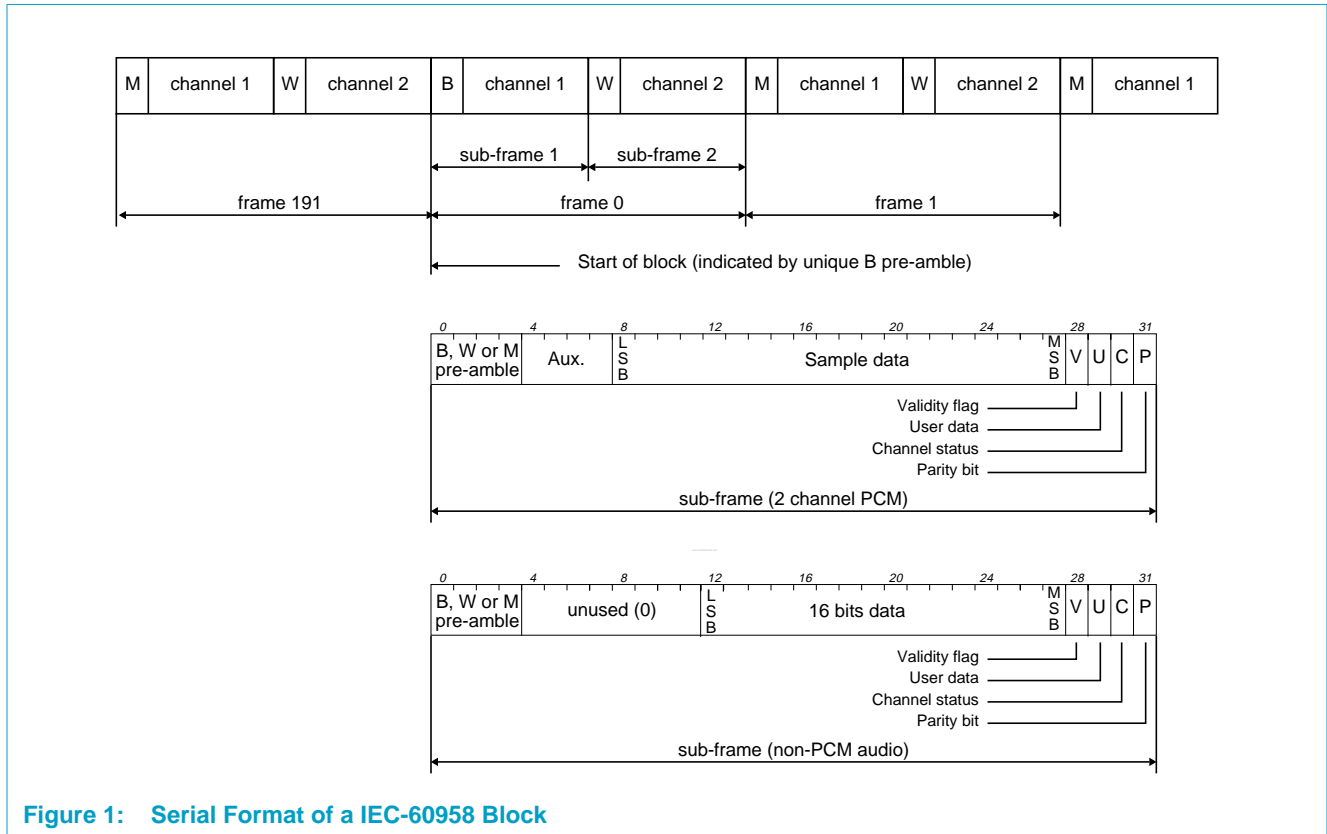 M channel 1 W channel 2 B channel 1 W channel 2 M channel 1 W channel 2 M channel 1
sub-frame 1 sub-frame 2
frame 191 frame 0 frame 1
Start of block (indicated by unique B pre-amble)
0 4 8 12 16 20 24 28 31
B, W or M pre-amble Aux. LSB Sample data MSB V U C P
Validity flag
User data
Channel status
Parity bit
sub-frame (2 channel PCM)
0 4 8 12 16 20 24 28 31
B, W or M pre-amble unused (0) LSB 16 bits data MSB V U C P
Validity flag
User data
Channel status
Parity bit
sub-frame (non-PCM audio)
Figure 1: Serial Format of a IEC-60958 Block